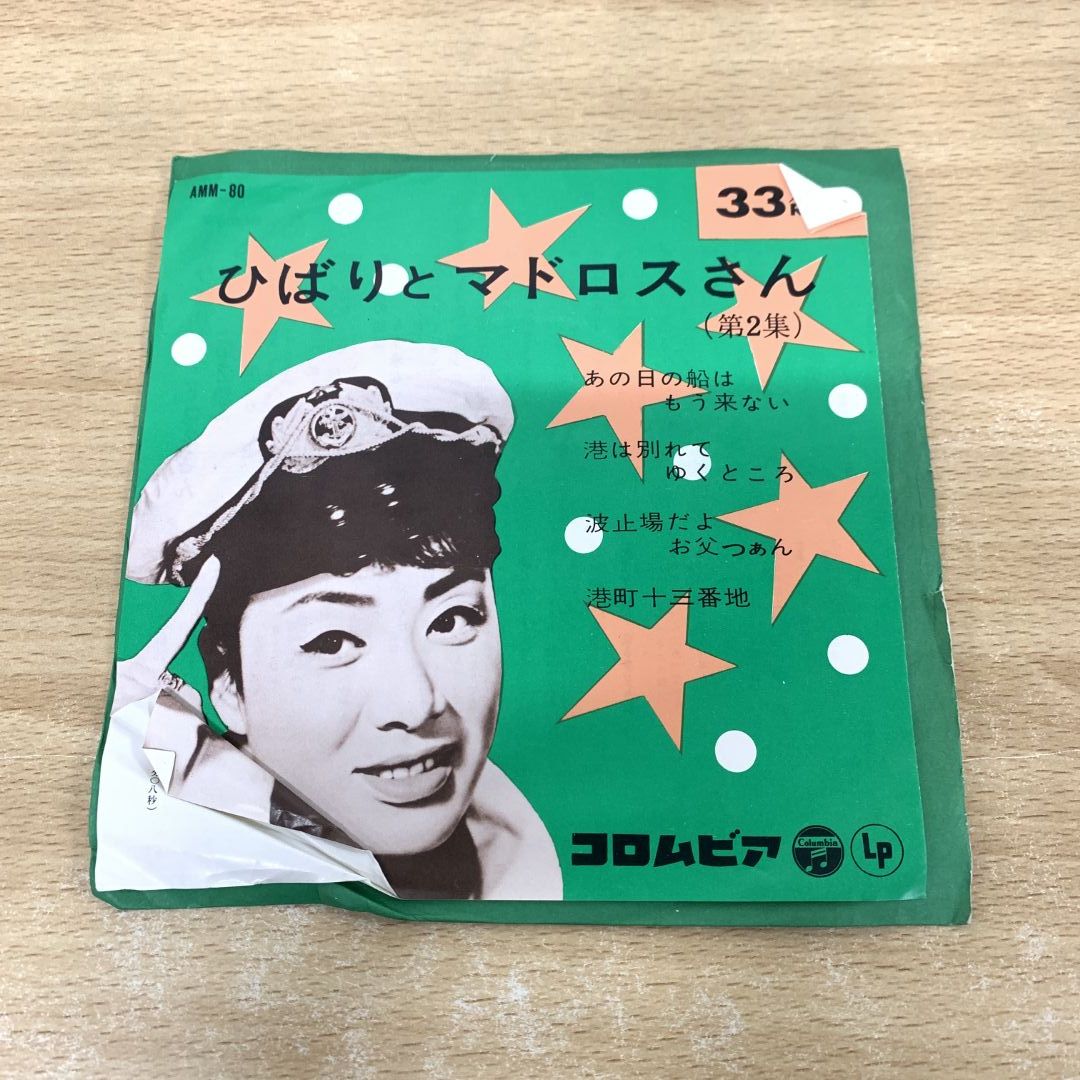 AMM-80
33
ひばりとマドロスさん
(第2集)
あの日の船は
もう来ない
港は別れて
ゆくところ
波止場だよ
お父つぁん
港町十三番地
コロムビア
Columbia
LP
八秒)